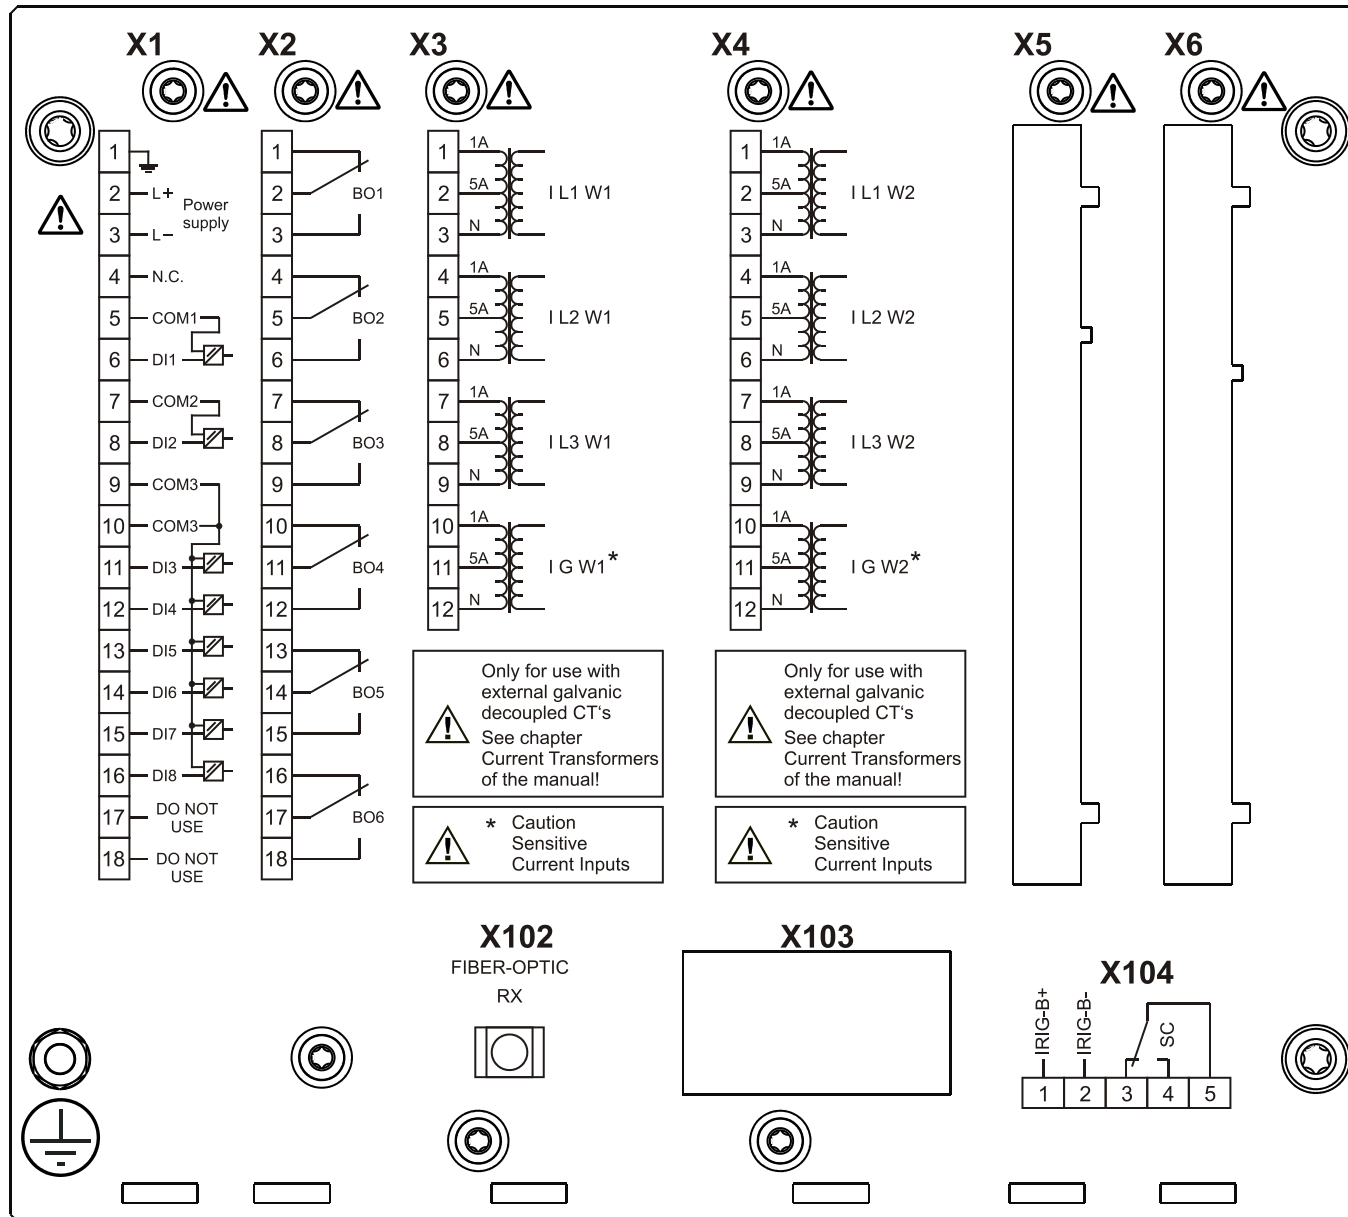 X1
X2
X3
X4
X5
X6
1
2 L+
Power
supply
3 L−
4 N.C.
5 COM1
6 DI1
7 COM2
8 DI2
9 COM3
10 COM3
11 DI3
12 DI4
13 DI5
14 DI6
15 DI7
16 DI8
17 DO NOT
USE
18 DO NOT
USE
1
2 BO1
3
4
5 BO2
6
7
8 BO3
9
10
11 BO4
12
13
14 BO5
15
16
17 BO6
18
1 1A
2 5A I L1 W1
3 N
4 1A
5 5A I L2 W1
6 N
7 1A
8 5A I L3 W1
9 N
10 1A
11 5A I G W1*
12 N
Only for use with
external galvanic
decoupled CT‘s
See chapter
Current Transformers
of the manual!
* Caution
Sensitive
Current Inputs
1 1A
2 5A I L1 W2
3 N
4 1A
5 5A I L2 W2
6 N
7 1A
8 5A I L3 W2
9 N
10 1A
11 5A I G W2*
12 N
Only for use with
external galvanic
decoupled CT‘s
See chapter
Current Transformers
of the manual!
* Caution
Sensitive
Current Inputs
X102
FIBER-OPTIC
RX
X103
X104
IRIG-B+
IRIG-B-
SC
1 2 3 4 5